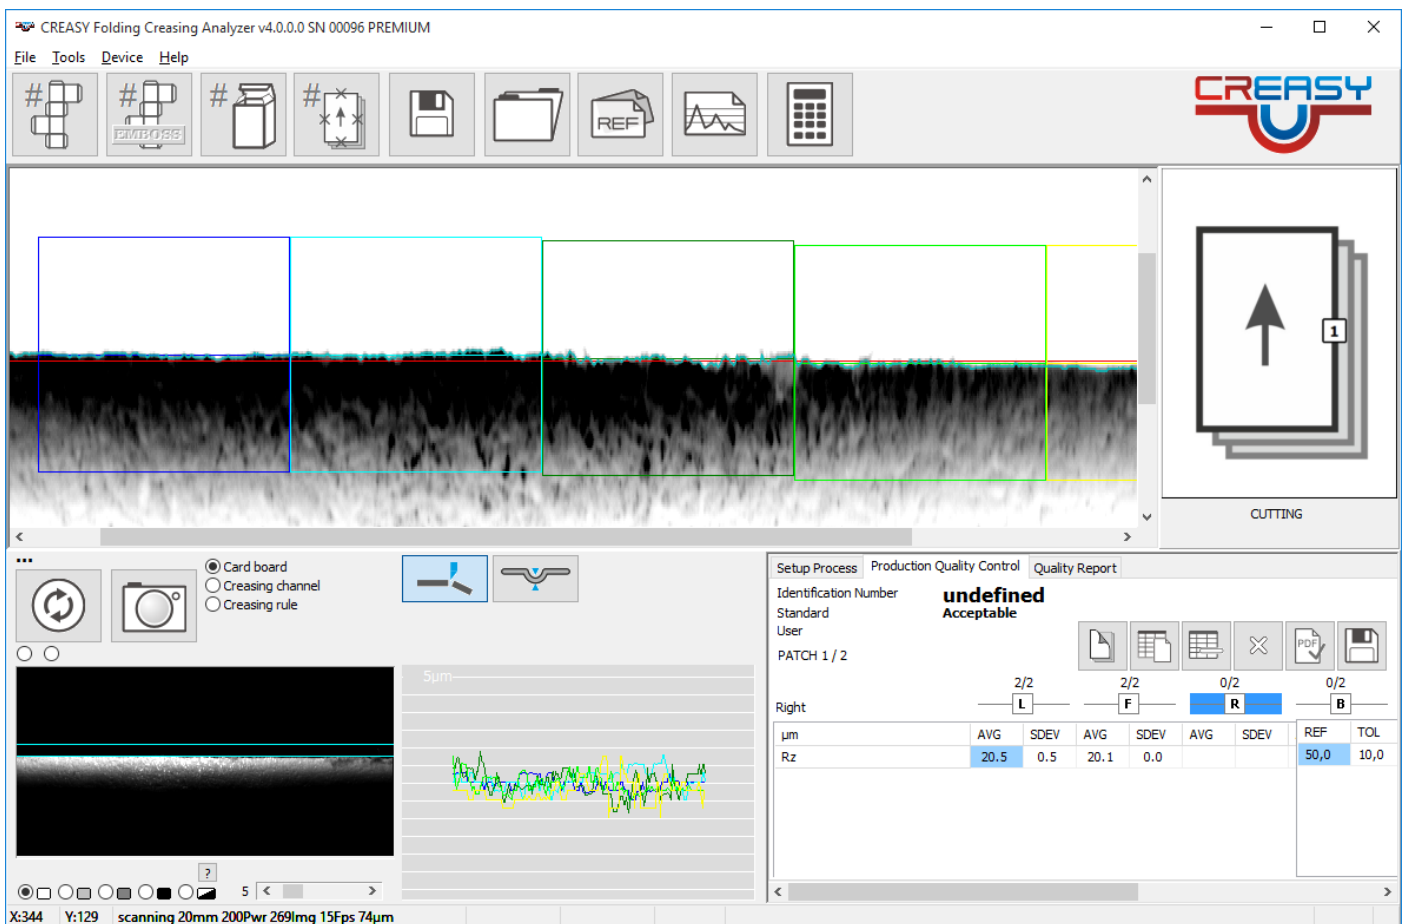 CREASY Folding Creasing Analyzer v4.0.0.0 SN 00096 PREMIUM
File Tools Device Help
# # # #
EMBOSS
REF
CREASY
1
CUTTING
...
Card board
Creasing channel
Creasing rule
5µm
?
5
Setup Process Production Quality Control Quality Report
Identification Number undefined
Standard Acceptable
User
PDF
PATCH 1 / 2
2/2 2/2 0/2 0/2
Right L F R B
µm AVG SDEV AVG SDEV AVG SDEV REF TOL
Rz 20.5 0.5 20.1 0.0 50,0 10,0
X:344 Y:129 scanning 20mm 200Pwr 269Img 15Fps 74µm